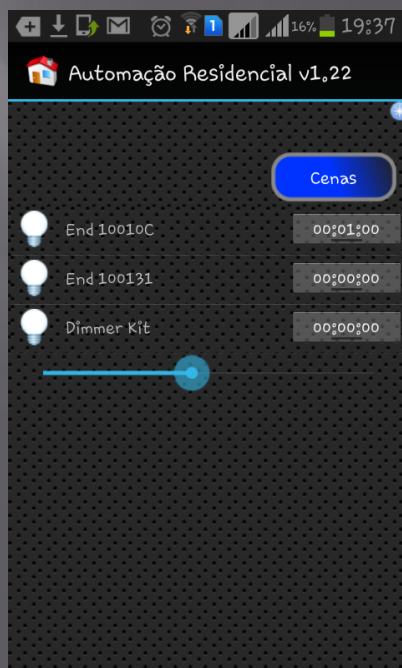 1 16% 19:37
Automação Residencial v1.22
Cenas
End 10010C 00:01:00
End 100131 00:00:00
Dimmer Kit 00:00:00